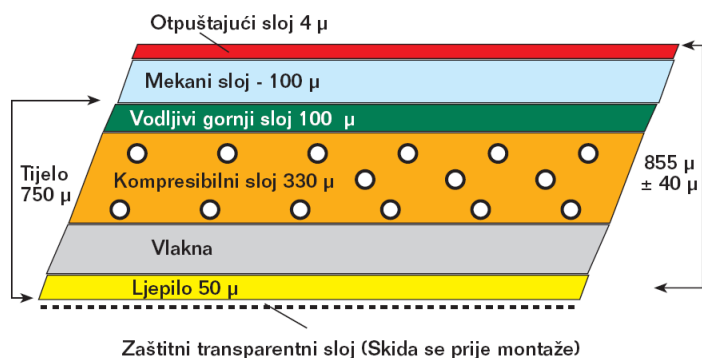 Otpuštajući sloj 4 µ
Mekani sloj - 100 µ
Vodljivi gornji sloj 100 µ
Tijelo
750 µ
Kompresibilni sloj 330 µ
855 µ
± 40 µ
Vlakna
Ljepilo 50 µ
Zaštitni transparentni sloj (Skida se prije montaže)